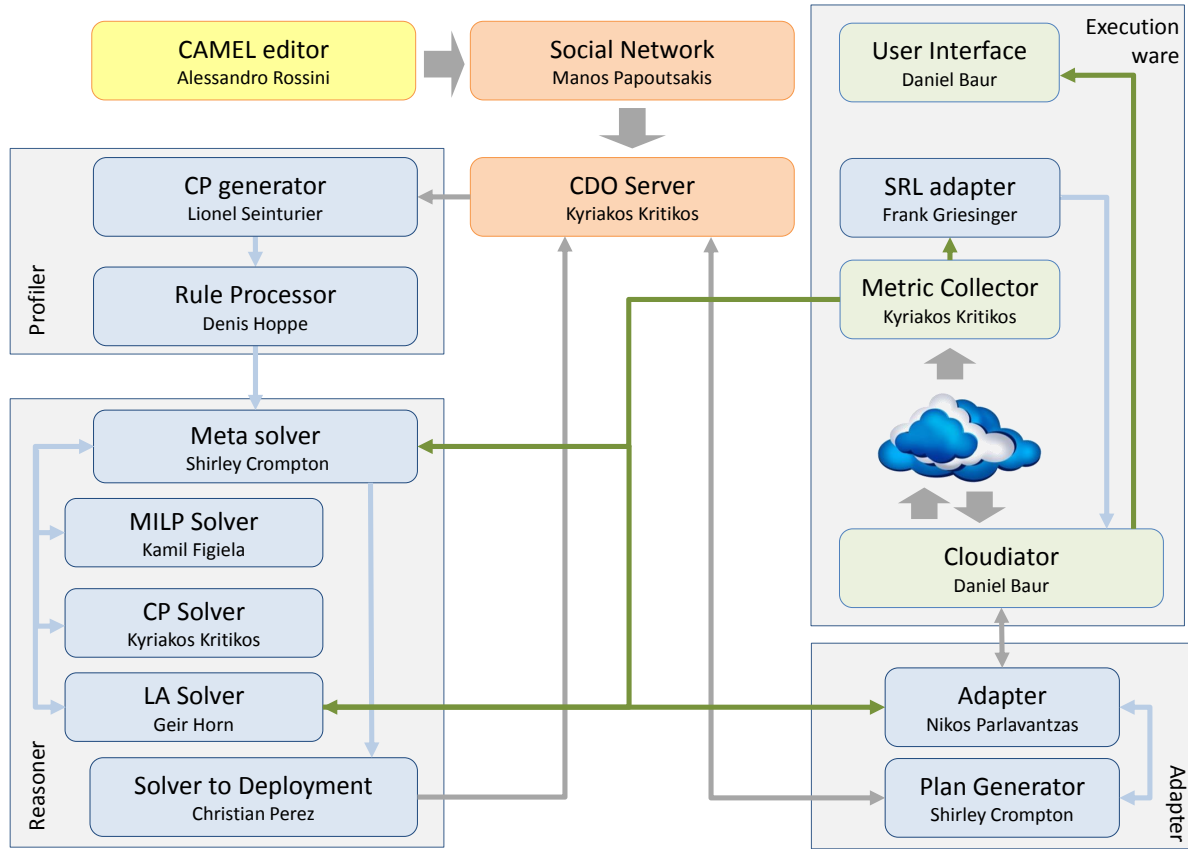 CAMEL editor
Alessandro Rossini
Social Network
Manos Papoutsakis
User Interface
Daniel Baur
Execution
ware
CP generator
Lionel Seinturier
CDO Server
Kyriakos Kritikos
SRL adapter
Frank Griesinger
Profiler
Rule Processor
Denis Hoppe
Metric Collector
Kyriakos Kritikos
Meta solver
Shirley Crompton
MILP Solver
Kamil Figiela
Cloudiator
Daniel Baur
CP Solver
Kyriakos Kritikos
LA Solver
Geir Horn
Adapter
Nikos Parlavantzas
Reasoner
Solver to Deployment
Christian Perez
Plan Generator
Shirley Crompton
Adapter